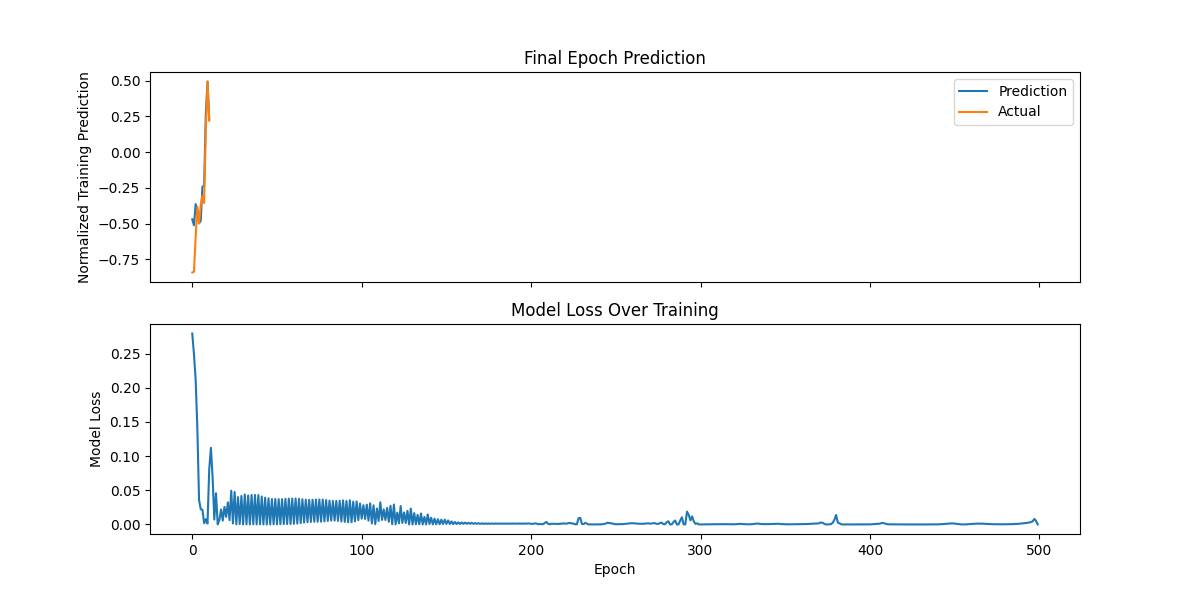 Final Epoch Prediction
Normalized Training Prediction
0.50
0.25
0.00
−0.25
−0.50
−0.75
Prediction
Actual
Model Loss Over Training
Model Loss
0.25
0.20
0.15
0.10
0.05
0.00
0 100 200 300 400 500
Epoch